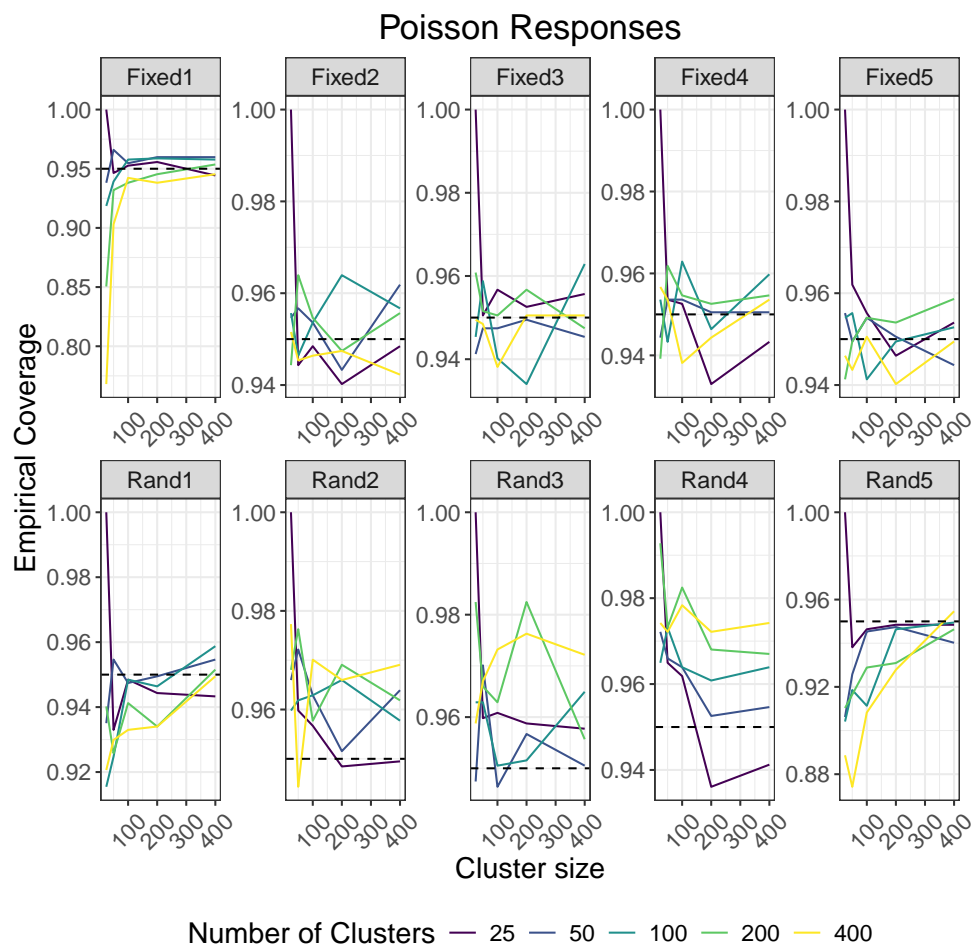 Poisson Responses
Fixed1 Fixed2 Fixed3 Fixed4 Fixed5
1.00 1.00 1.00 1.00 1.00
0.95 0.98 0.98 0.98 0.98
0.90 0.96 0.96 0.96 0.96
0.85 0.94 0.94 0.94 0.94
0.80
100 200 300 400 100 200 300 400 100 200 300 400 100 200 300 400 100 200 300 400
Empirical Coverage
Rand1 Rand2 Rand3 Rand4 Rand5
1.00 1.00 1.00 1.00 1.00
0.98 0.98 0.98 0.98 0.96
0.96 0.96 0.96 0.96 0.92
0.94 0.94 0.88
0.92
100 200 300 400 100 200 300 400 100 200 300 400 100 200 300 400 100 200 300 400
Cluster size
Number of Clusters 25 50 100 200 400